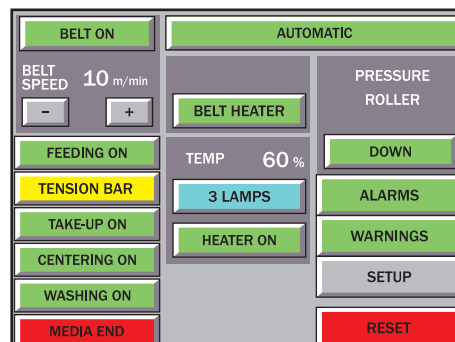 BELT ON
AUTOMATIC
BELT
SPEED 10 m/min
- +
BELT HEATER
PRESSURE
ROLLER
FEEDING ON
TEMP 60 %
DOWN
TENSION BAR
3 LAMPS
ALARMS
TAKE-UP ON
HEATER ON
WARNINGS
CENTERING ON
SETUP
WASHING ON
MEDIA END
RESET